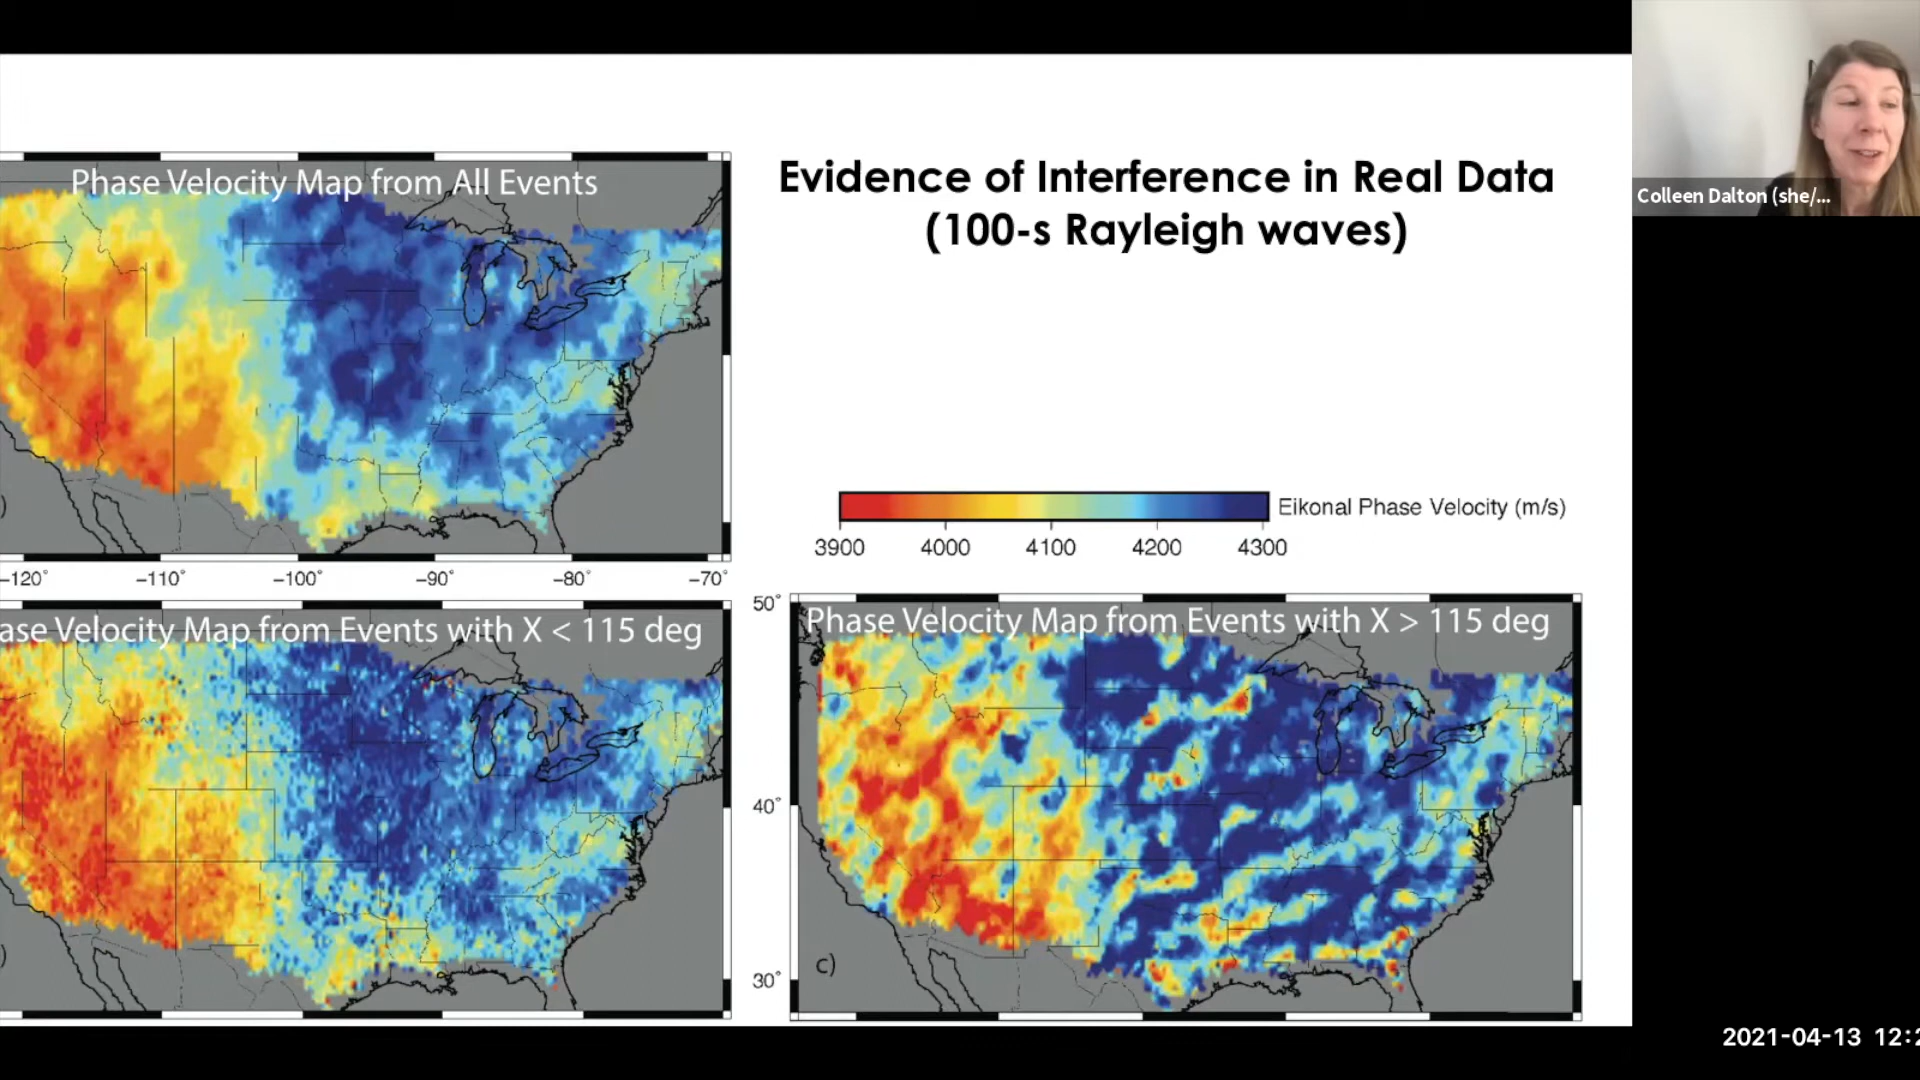 Phase Velocity Map from All Events
Evidence of Interference in Real Data
(100-s Rayleigh waves)
Colleen Dalton (she/...
)
Eikonal Phase Velocity (m/s)
3900 4000 4100 4200 4300
–120° –110° –100° –90° –80° –70°
ase Velocity Map from Events with X < 115 deg
)
50°
40°
30°
Phase Velocity Map from Events with X > 115 deg
c)
2021-04-13 12:2